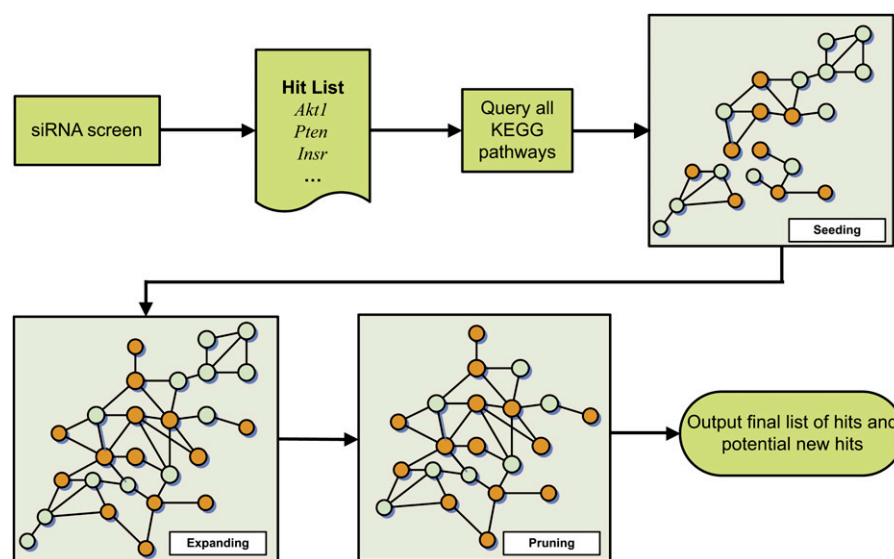 siRNA screen
Hit List
Akt1
Pten
Insr
...
Query all
KEGG
pathways
Seeding
Expanding
Pruning
Output final list of hits and
potential new hits